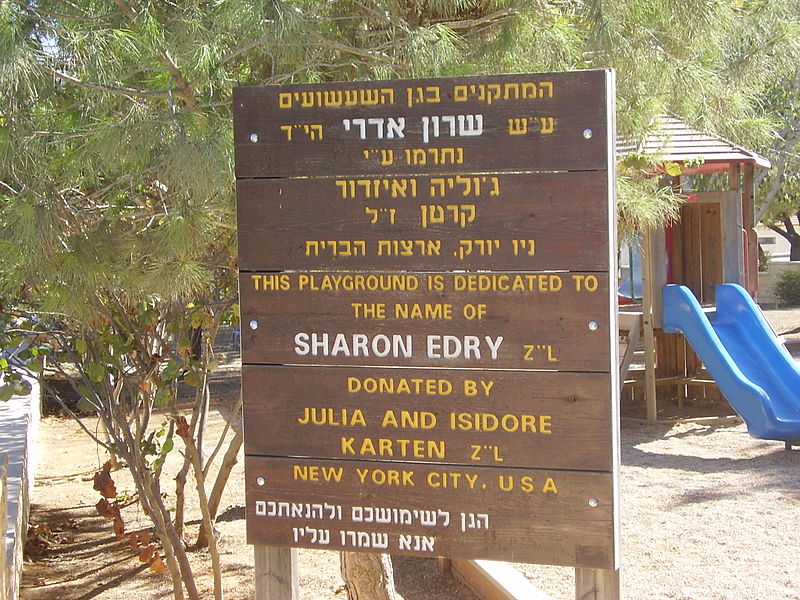 המתקנים בגן השעשועים
ע״ש שרון אדרי הי״ד
נתרמו ע״י
ג׳וליה ואיזדור
קרטן ז״ל
ניו יורק, ארצות הברית
THIS PLAYGROUND IS DEDICATED TO
THE NAME OF
SHARON EDRY Z״L
DONATED BY
JULIA AND ISIDORE
KARTEN Z״L
NEW YORK CITY, USA
הגן לשימושכם ולהנאתכם
אנא שמרו עליו